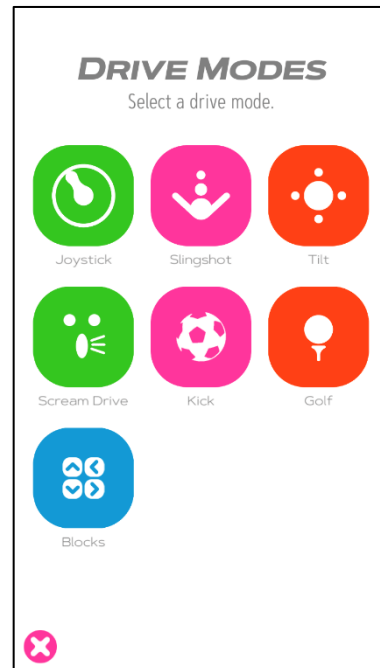 DRIVE MODES
Select a drive mode.
Joystick Slingshot Tilt
Scream Drive Kick Golf
Blocks